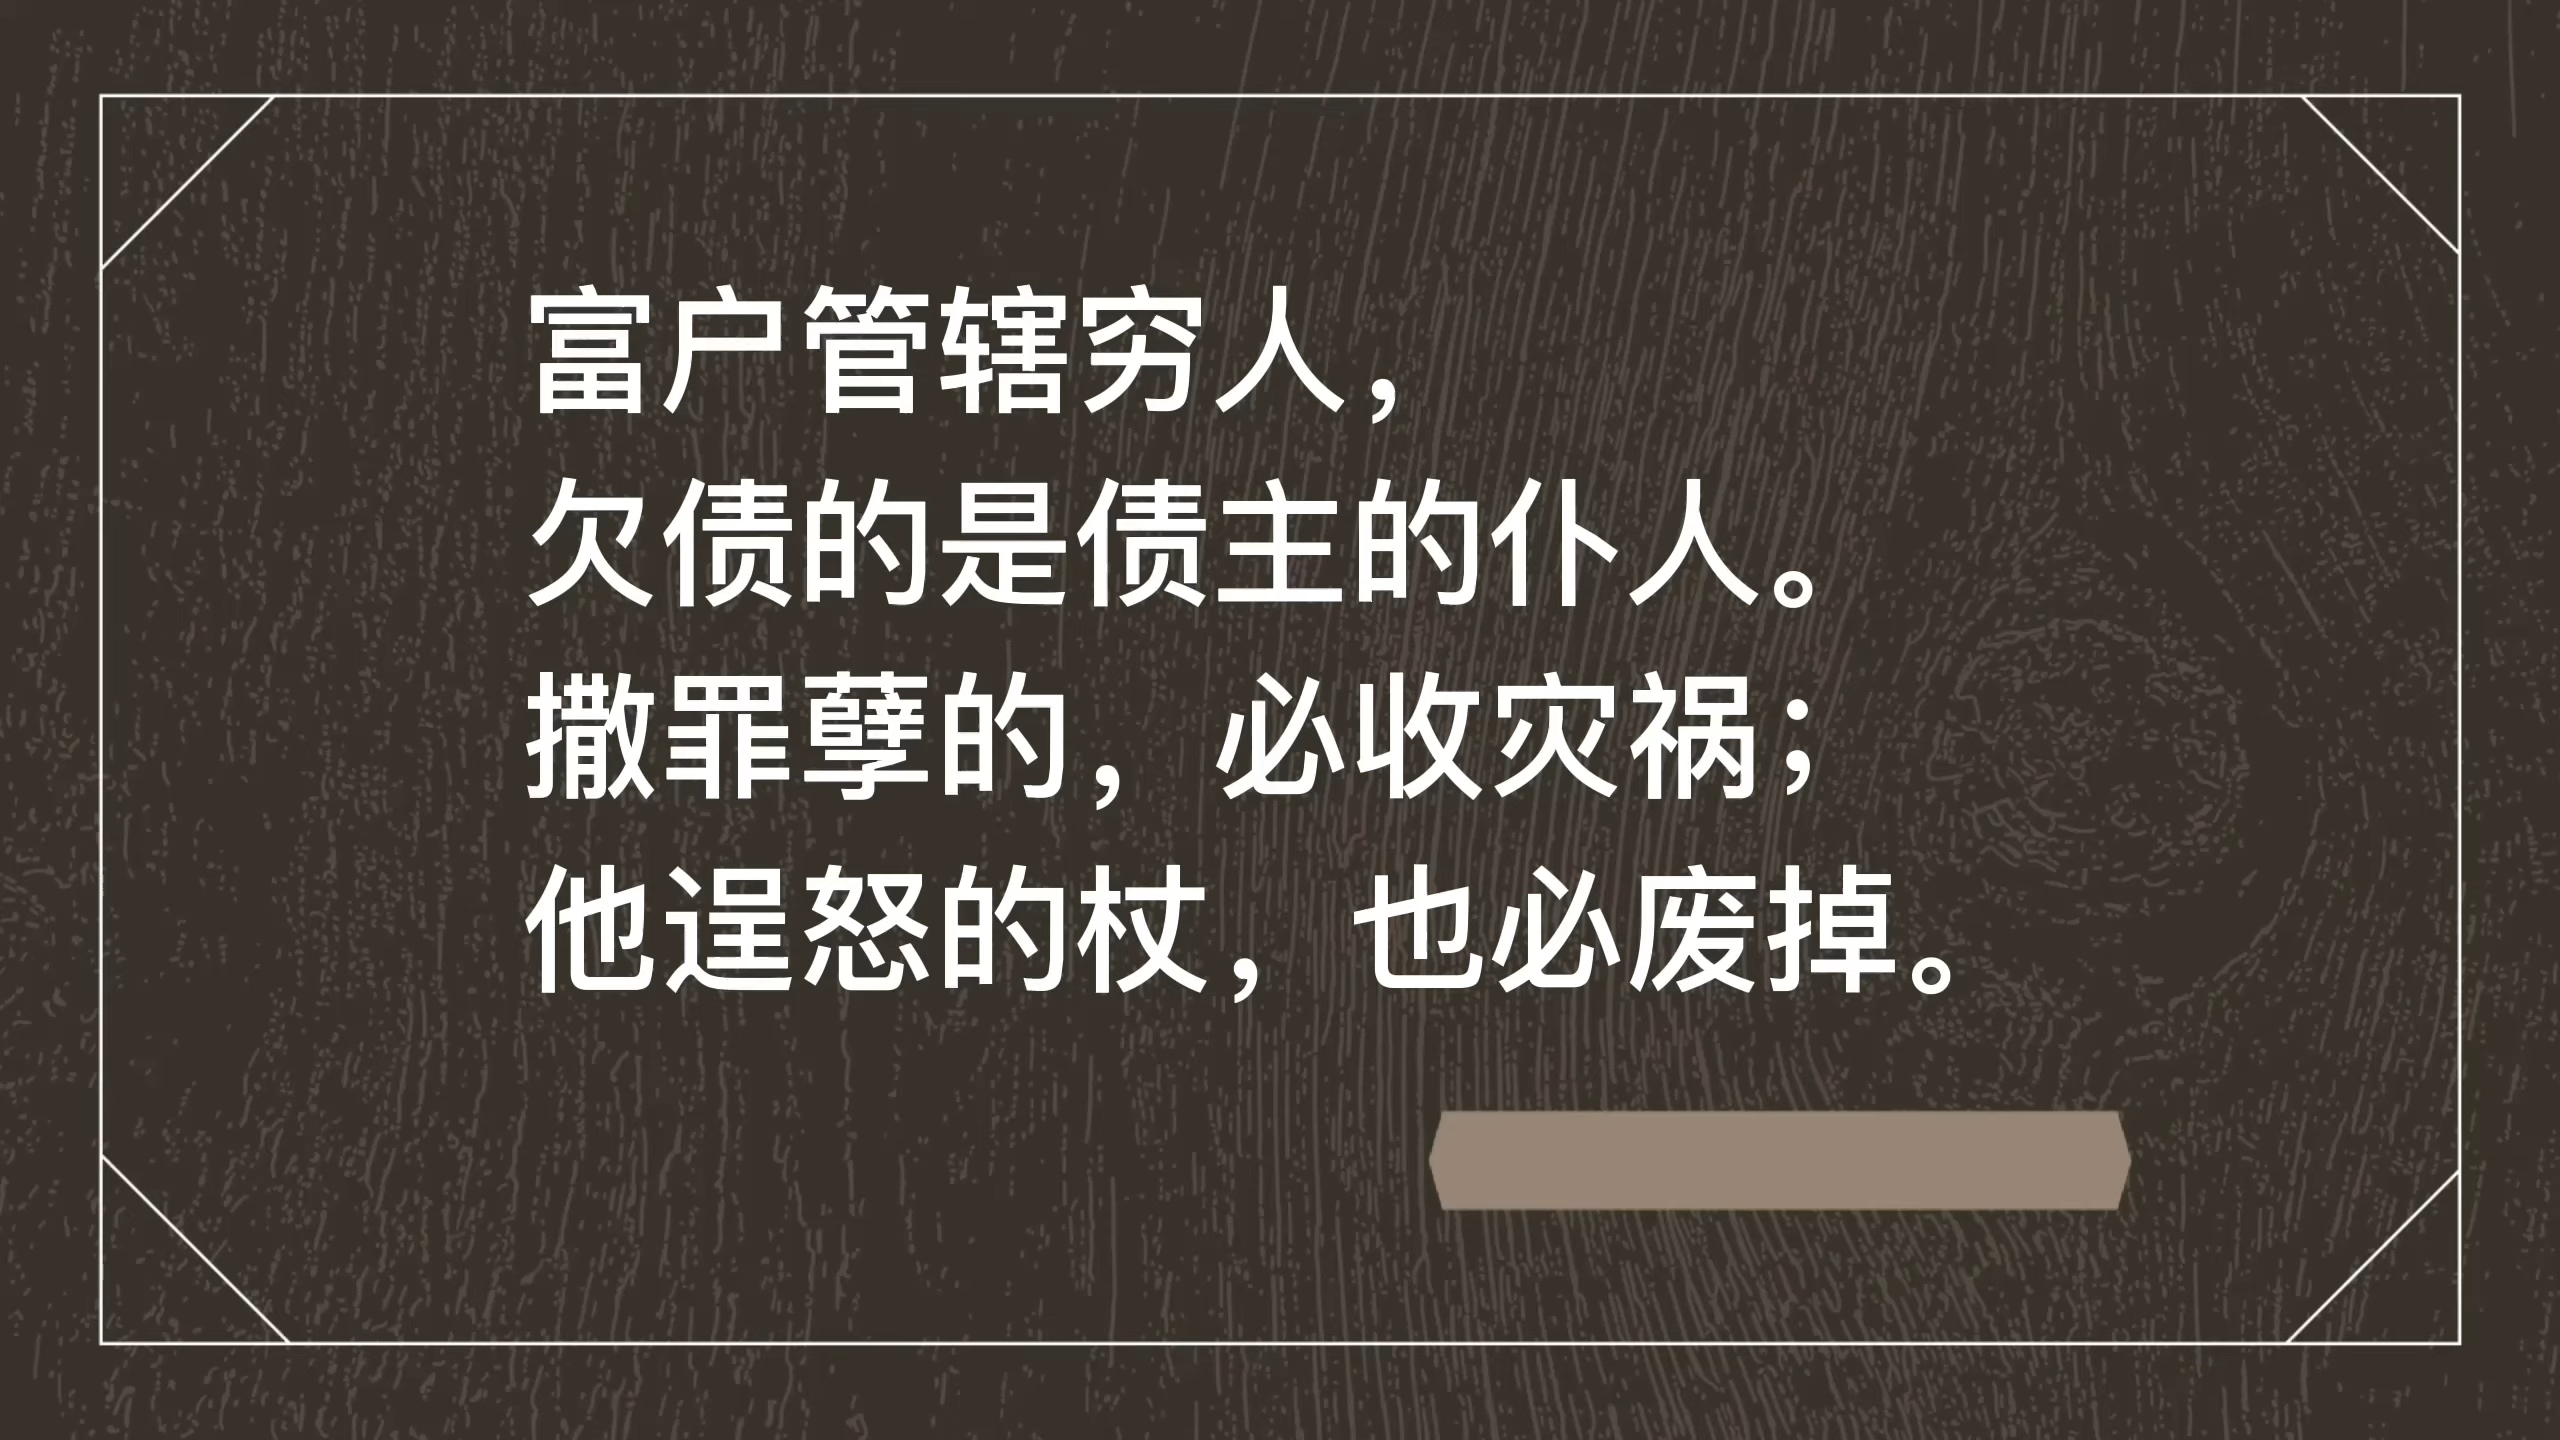 富户管辖穷人，
欠债的是债主的仆人。
撒罪孽的，必收灾祸；
他逞怒的杖，也必废掉。